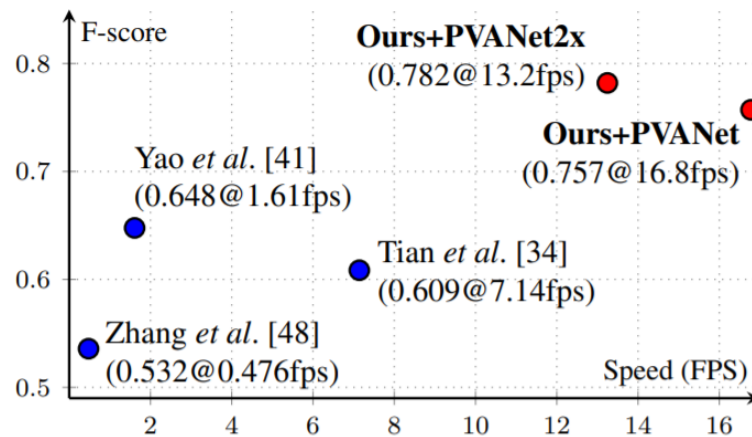 F-score
Ours+PVANet2x
(0.782@13.2fps)
0.8
Ours+PVANet
(0.757@16.8fps)
Yao et al. [41]
(0.648@1.61fps)
0.7
Tian et al. [34]
(0.609@7.14fps)
0.6
Zhang et al. [48]
(0.532@0.476fps)
Speed (FPS)
0.5
2 4 6 8 10 12 14 16